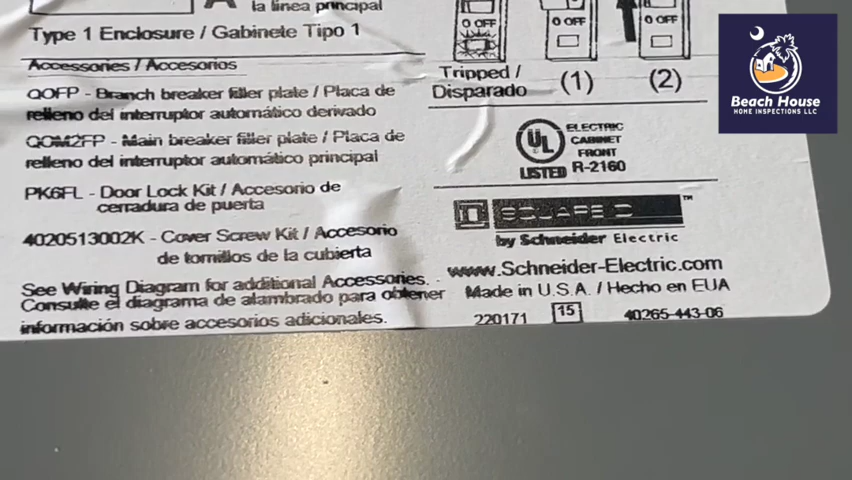 la línea principal
Type 1 Enclosure / Gabinete Tipo 1
Accessories / Accesorios
QOFP - Branch breaker filler plate / Placa de
relleno del interruptor automático derivado
QOM2FP - Main breaker filler plate / Placa de
relleno del interruptor automático principal
PK6FL - Door Lock Kit / Accesorio de
cerradura de puerta
4020513002K - Cover Screw Kit / Accesorio
de tornillos de la cubierta
See Wiring Diagram for additional Accessories.
Consulte el diagrama de alambrado para obtener
información sobre accesorios adicionales.
O OFF
O OFF
O OFF
Tripped /
Disparado
(1)
(2)
UL
LISTED
ELECTRIC
CABINET
FRONT
R-2160
SQUARE D™
by Schneider Electric
www.Schneider-Electric.com
Made in U.S.A. / Hecho en EUA
220171
15
40265-443-06
Beach House
HOME INSPECTIONS LLC